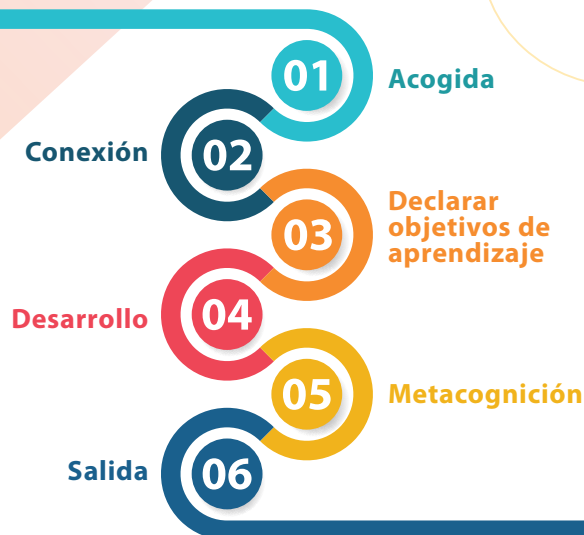 01
Acogida
Conexión
02
03
Declarar
objetivos de
aprendizaje
Desarrollo
04
05
Metacognición
Salida
06